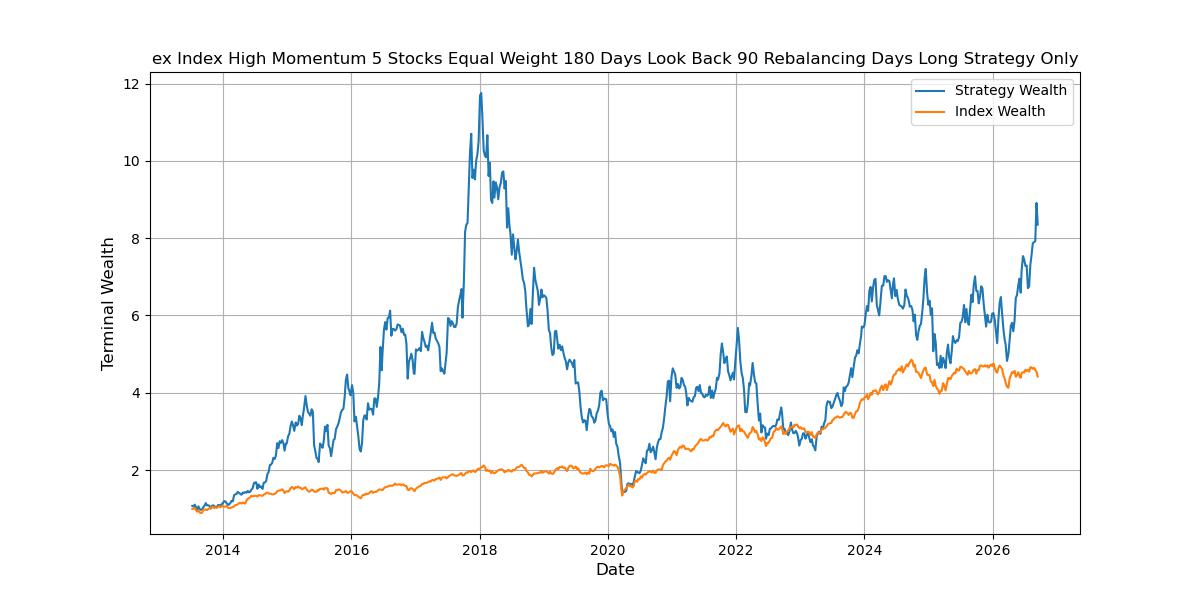 ex Index High Momentum 5 Stocks Equal Weight 180 Days Look Back 90 Rebalancing Days Long Strategy Only
Strategy Wealth
Index Wealth
Terminal Wealth
12
10
8
6
4
2
2014
2016
2018
2020
2022
2024
2026
Date